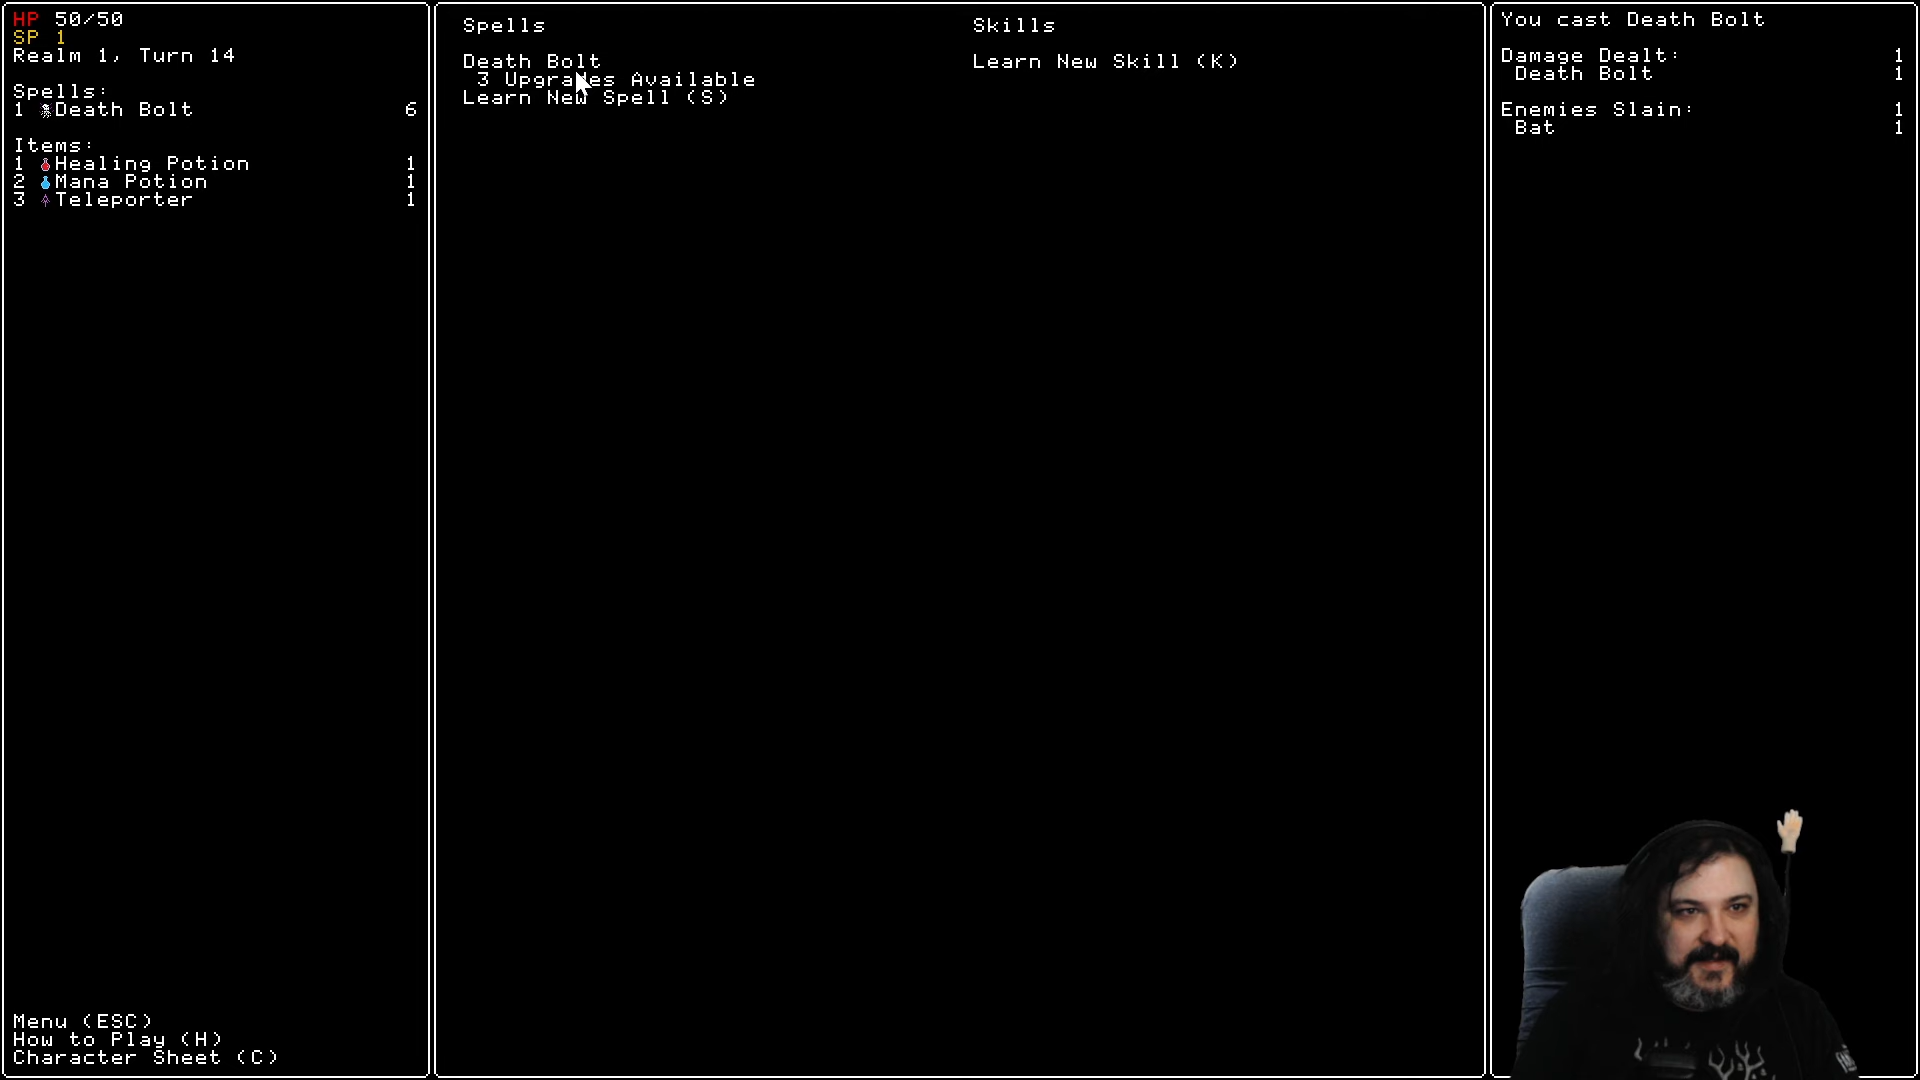 HP 50/50
SP 1
Realm 1, Turn 14
Spells:
1 Death Bolt 6
Items:
1 Healing Potion 1
2 Mana Potion 1
3 Teleporter 1
Menu (ESC)
How to Play (H)
Character Sheet (C)
Spells
Death Bolt
3 Upgrades Available
Learn New Spell (S)
Skills
Learn New Skill (K)
You cast Death Bolt
Damage Dealt: 1
Death Bolt 1
Enemies Slain: 1
Bat 1